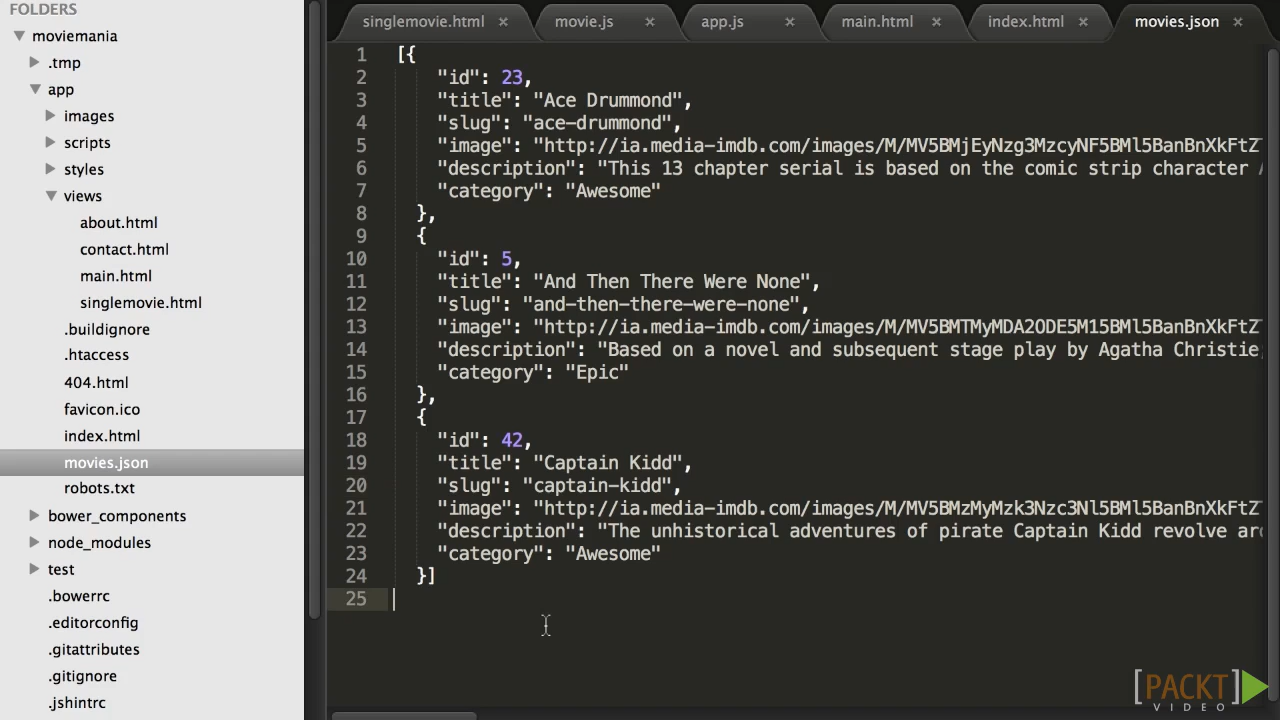 FOLDERS
moviemania
.tmp
app
images
scripts
styles
views
about.html
contact.html
main.html
singlemovie.html
.buildignore
.htaccess
404.html
favicon.ico
index.html
movies.json
robots.txt
bower_components
node_modules
test
.bowerrc
.editorconfig
.gitattributes
.gitignore
.jshintrc
singlemovie.html × movie.js × app.js × main.html × index.html × movies.json ×
1 [{
2 "id": 23,
3 "title": "Ace Drummond",
4 "slug": "ace-drummond",
5 "image": "http://ia.media-imdb.com/images/M/MV5BMjEyNzg3MzcyNF5BMl5BanBnXkFtZT
6 "description": "This 13 chapter serial is based on the comic strip character
7 "category": "Awesome"
8 },
9 {
10 "id": 5,
11 "title": "And Then There Were None",
12 "slug": "and-then-there-were-none",
13 "image": "http://ia.media-imdb.com/images/M/MV5BMTMyMDA2ODE5M15BMl5BanBnXkFtZT
14 "description": "Based on a novel and subsequent stage play by Agatha Christie;
15 "category": "Epic"
16 },
17 {
18 "id": 42,
19 "title": "Captain Kidd",
20 "slug": "captain-kidd",
21 "image": "http://ia.media-imdb.com/images/M/MV5BMzMyMzk3Nzc3Nl5BMl5BanBnXkFtZT
22 "description": "The unhistorical adventures of pirate Captain Kidd revolve aro
23 "category": "Awesome"
24 }]
25
[PACKT]
VIDEO